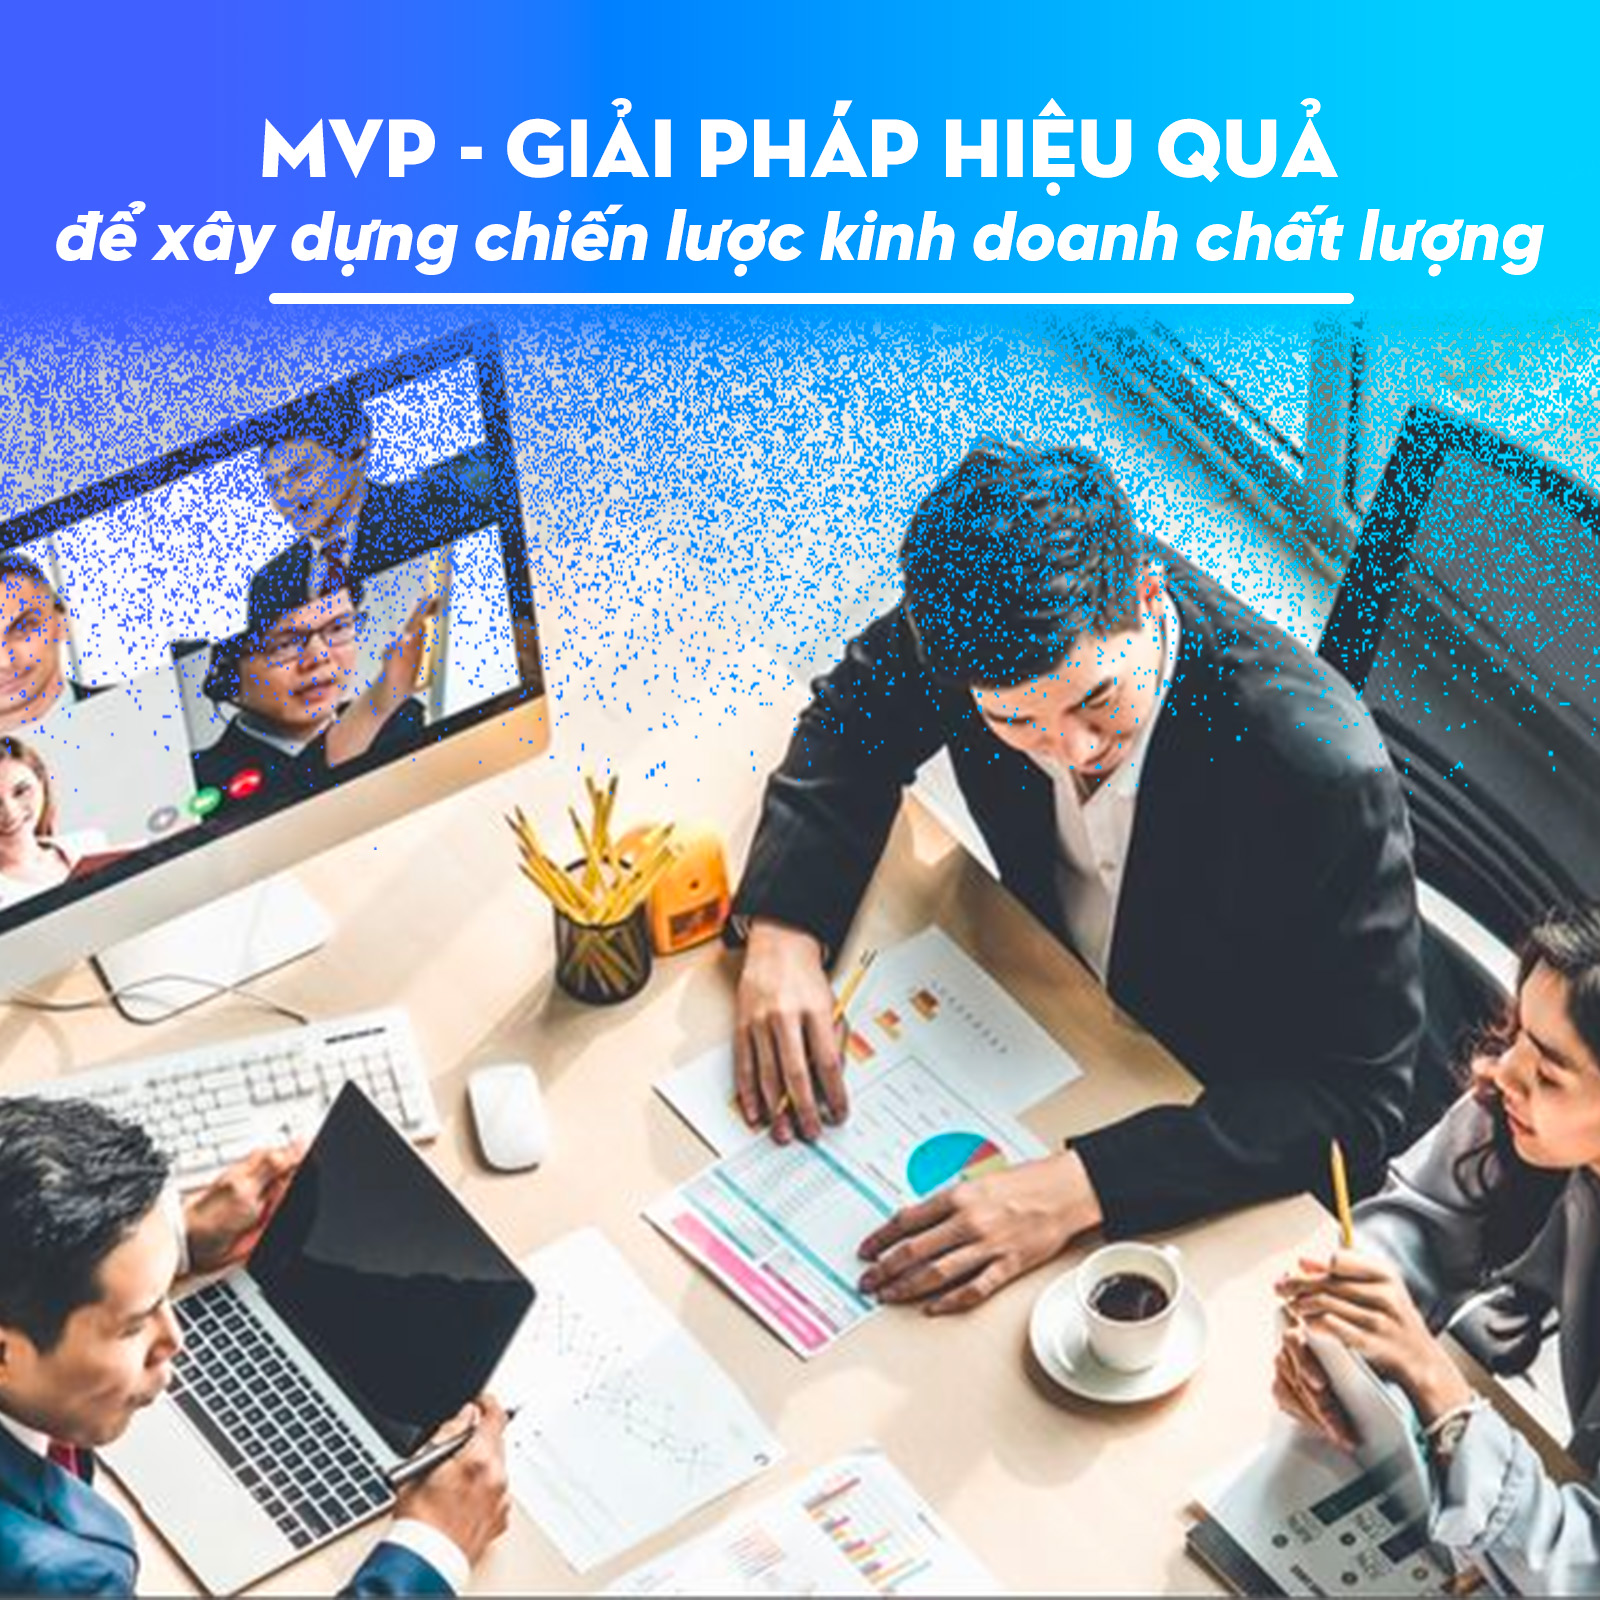 MVP - GIẢI PHÁP HIỆU QUẢ
để xây dựng chiến lược kinh doanh chất lượng